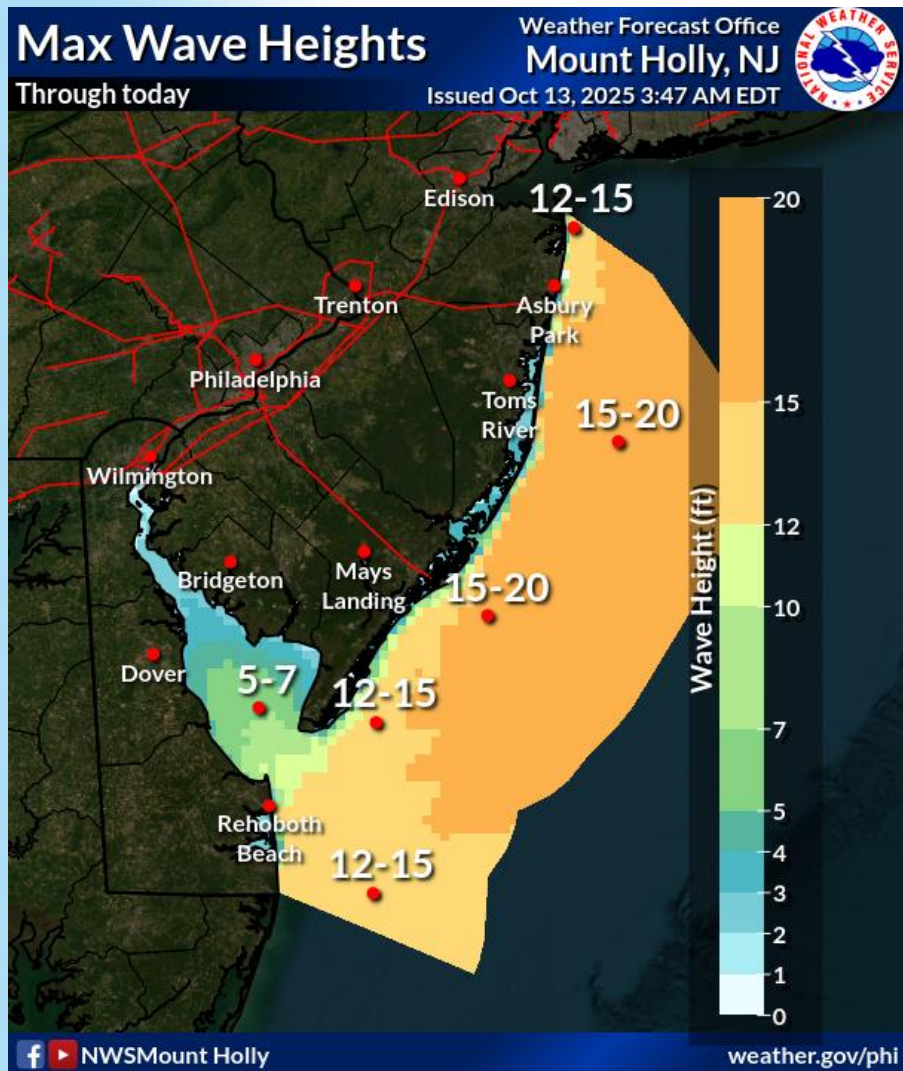 Max Wave Heights
Through today
Weather Forecast Office
Mount Holly, NJ
Issued Oct 13, 2025 3:47 AM EDT
NATIONAL WEATHER SERVICE
Edison
12-15
Trenton
Asbury
Park
Philadelphia
Toms
River
15-20
Wilmington
Bridgeton
Mays
Landing
15-20
Dover
5-7
12-15
Rehoboth
Beach
12-15
Wave Height (ft)
20
15
12
10
7
5
4
3
2
1
0
NWSMount Holly
weather.gov/phi